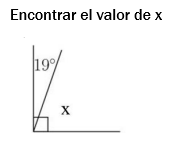 Encontrar el valor de x
19°
x